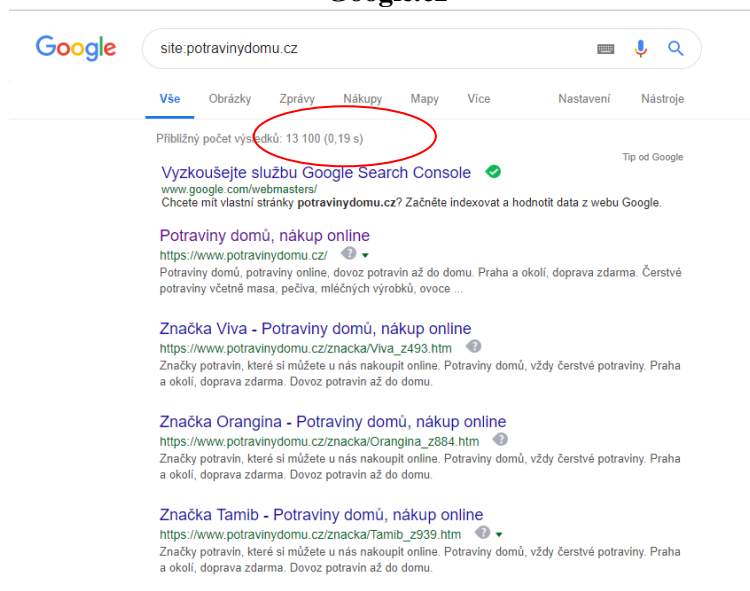 Google.cz
Google
site:potravinydomu.cz
Vše Obrázky Zprávy Nákupy Mapy Více Nastavení Nástroje
Přibližný počet výsledků: 13 100 (0,19 s)
Tip od Google
Vyzkoušejte službu Google Search Console
www.google.com/webmasters/
Chcete mít vlastní stránky potravinydomu.cz? Začněte indexovat a hodnotit data z webu Google.
Potraviny domů, nákup online
https://www.potravinydomu.cz/
Potraviny domů, potraviny online, dovoz potravin až do domu. Praha a okolí, doprava zdarma. Čerstvé
potraviny včetně masa, pečiva, mléčných výrobků, ovoce ...
Značka Viva - Potraviny domů, nákup online
https://www.potravinydomu.cz/znacka/Viva_z493.htm
Značky potravin, které si můžete u nás nakoupit online. Potraviny domů, vždy čerstvé potraviny. Praha
a okolí, doprava zdarma. Dovoz potravin až do domu.
Značka Orangina - Potraviny domů, nákup online
https://www.potravinydomu.cz/znacka/Orangina_z884.htm
Značky potravin, které si můžete u nás nakoupit online. Potraviny domů, vždy čerstvé potraviny. Praha
a okolí, doprava zdarma. Dovoz potravin až do domu.
Značka Tamib - Potraviny domů, nákup online
https://www.potravinydomu.cz/znacka/Tamib_z939.htm
Značky potravin, které si můžete u nás nakoupit online. Potraviny domů, vždy čerstvé potraviny. Praha
a okolí, doprava zdarma. Dovoz potravin až do domu.